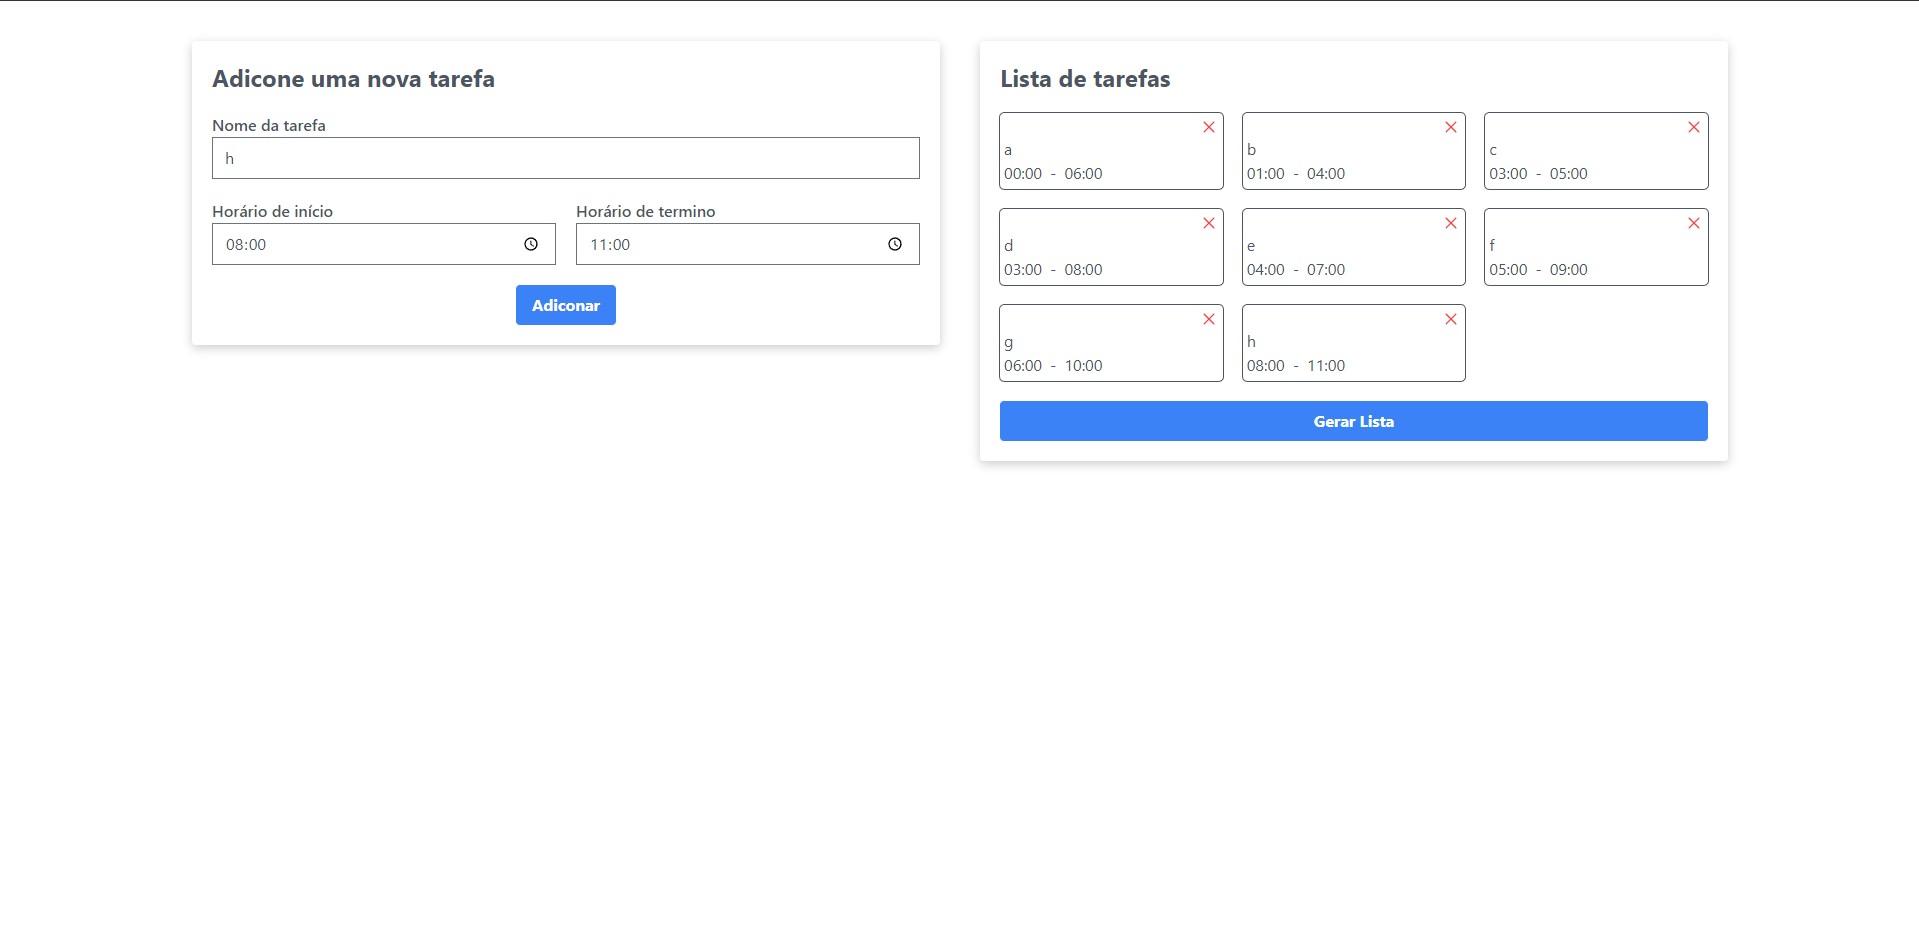 Adicione uma nova tarefa
Nome da tarefa
h
Horário de início
Horário de termino
08:00
11:00
Adiconar
Lista de tarefas
a
00:00 - 06:00
b
01:00 - 04:00
c
03:00 - 05:00
d
03:00 - 08:00
e
04:00 - 07:00
f
05:00 - 09:00
g
06:00 - 10:00
h
08:00 - 11:00
Gerar Lista